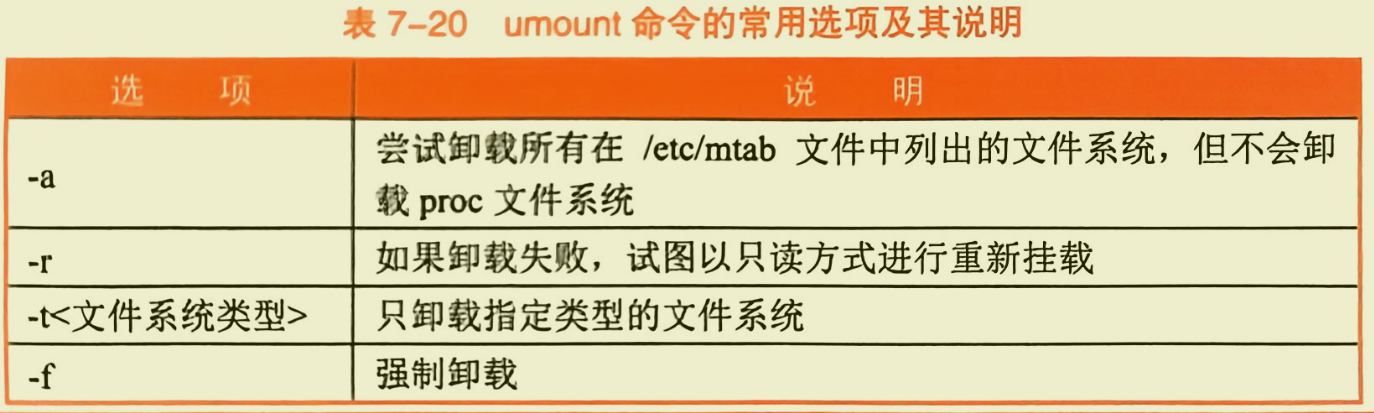 表 7-20 umount 命令的常用选项及其说明
选 项 说 明
-a 尝试卸载所有在 /etc/mtab 文件中列出的文件系统，但不会卸
载 proc 文件系统
-r 如果卸载失败，试图以只读方式进行重新挂载
-t<文件系统类型> 只卸载指定类型的文件系统
-f 强制卸载